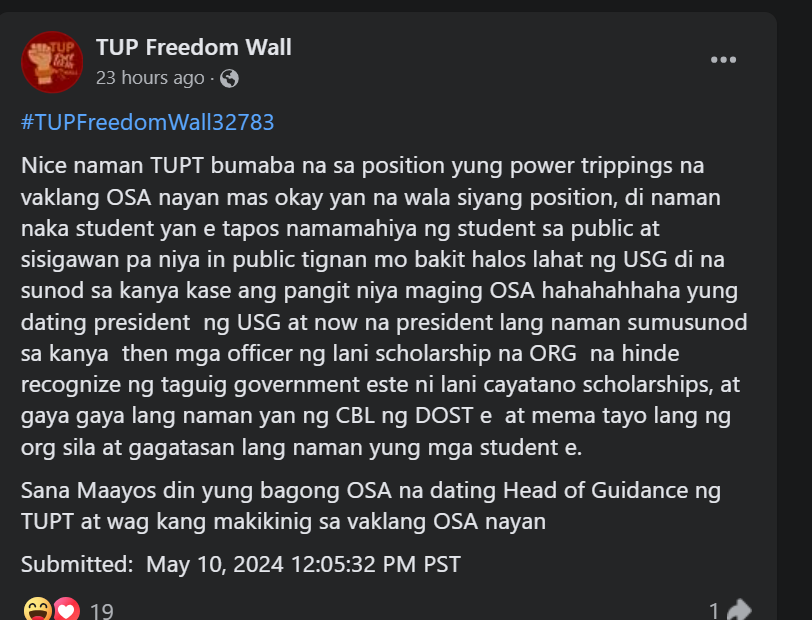 TUP Freedom Wall
23 hours ago ·
#TUPFreedomWall32783
Nice naman TUPT bumaba na sa position yung power trippings na
vaklang OSA nayan mas okay yan na wala siyang position, di naman
naka student yan e tapos namamahiya ng student sa public at
sisigawan pa niya in public tignan mo bakit halos lahat ng USG di na
sunod sa kanya kase ang pangit niya maging OSA hahahahhaha yung
dating president  ng USG at now na president lang naman sumusunod
sa kanya  then mga officer ng lani scholarship na ORG  na hinde
recognize ng taguig government este ni lani cayatano scholarships, at
gaya gaya lang naman yan ng CBL ng DOST e  at mema tayo lang ng
org sila at gagatasan lang naman yung mga student e.
Sana Maayos din yung bagong OSA na dating Head of Guidance ng
TUPT at wag kang makikinig sa vaklang OSA nayan
Submitted:  May 10, 2024 12:05:32 PM PST
19
1